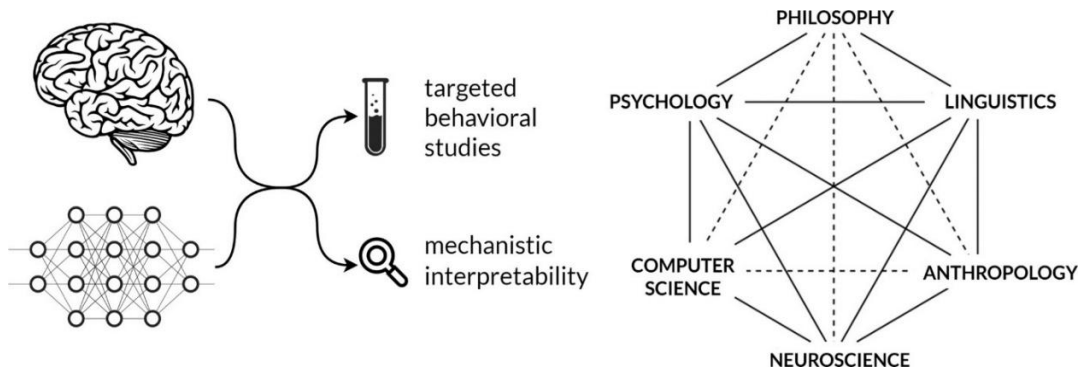 targeted
behavioral
studies
mechanistic
interpretability
PHILOSOPHY
PSYCHOLOGY
LINGUISTICS
COMPUTER
SCIENCE
ANTHROPOLOGY
NEUROSCIENCE